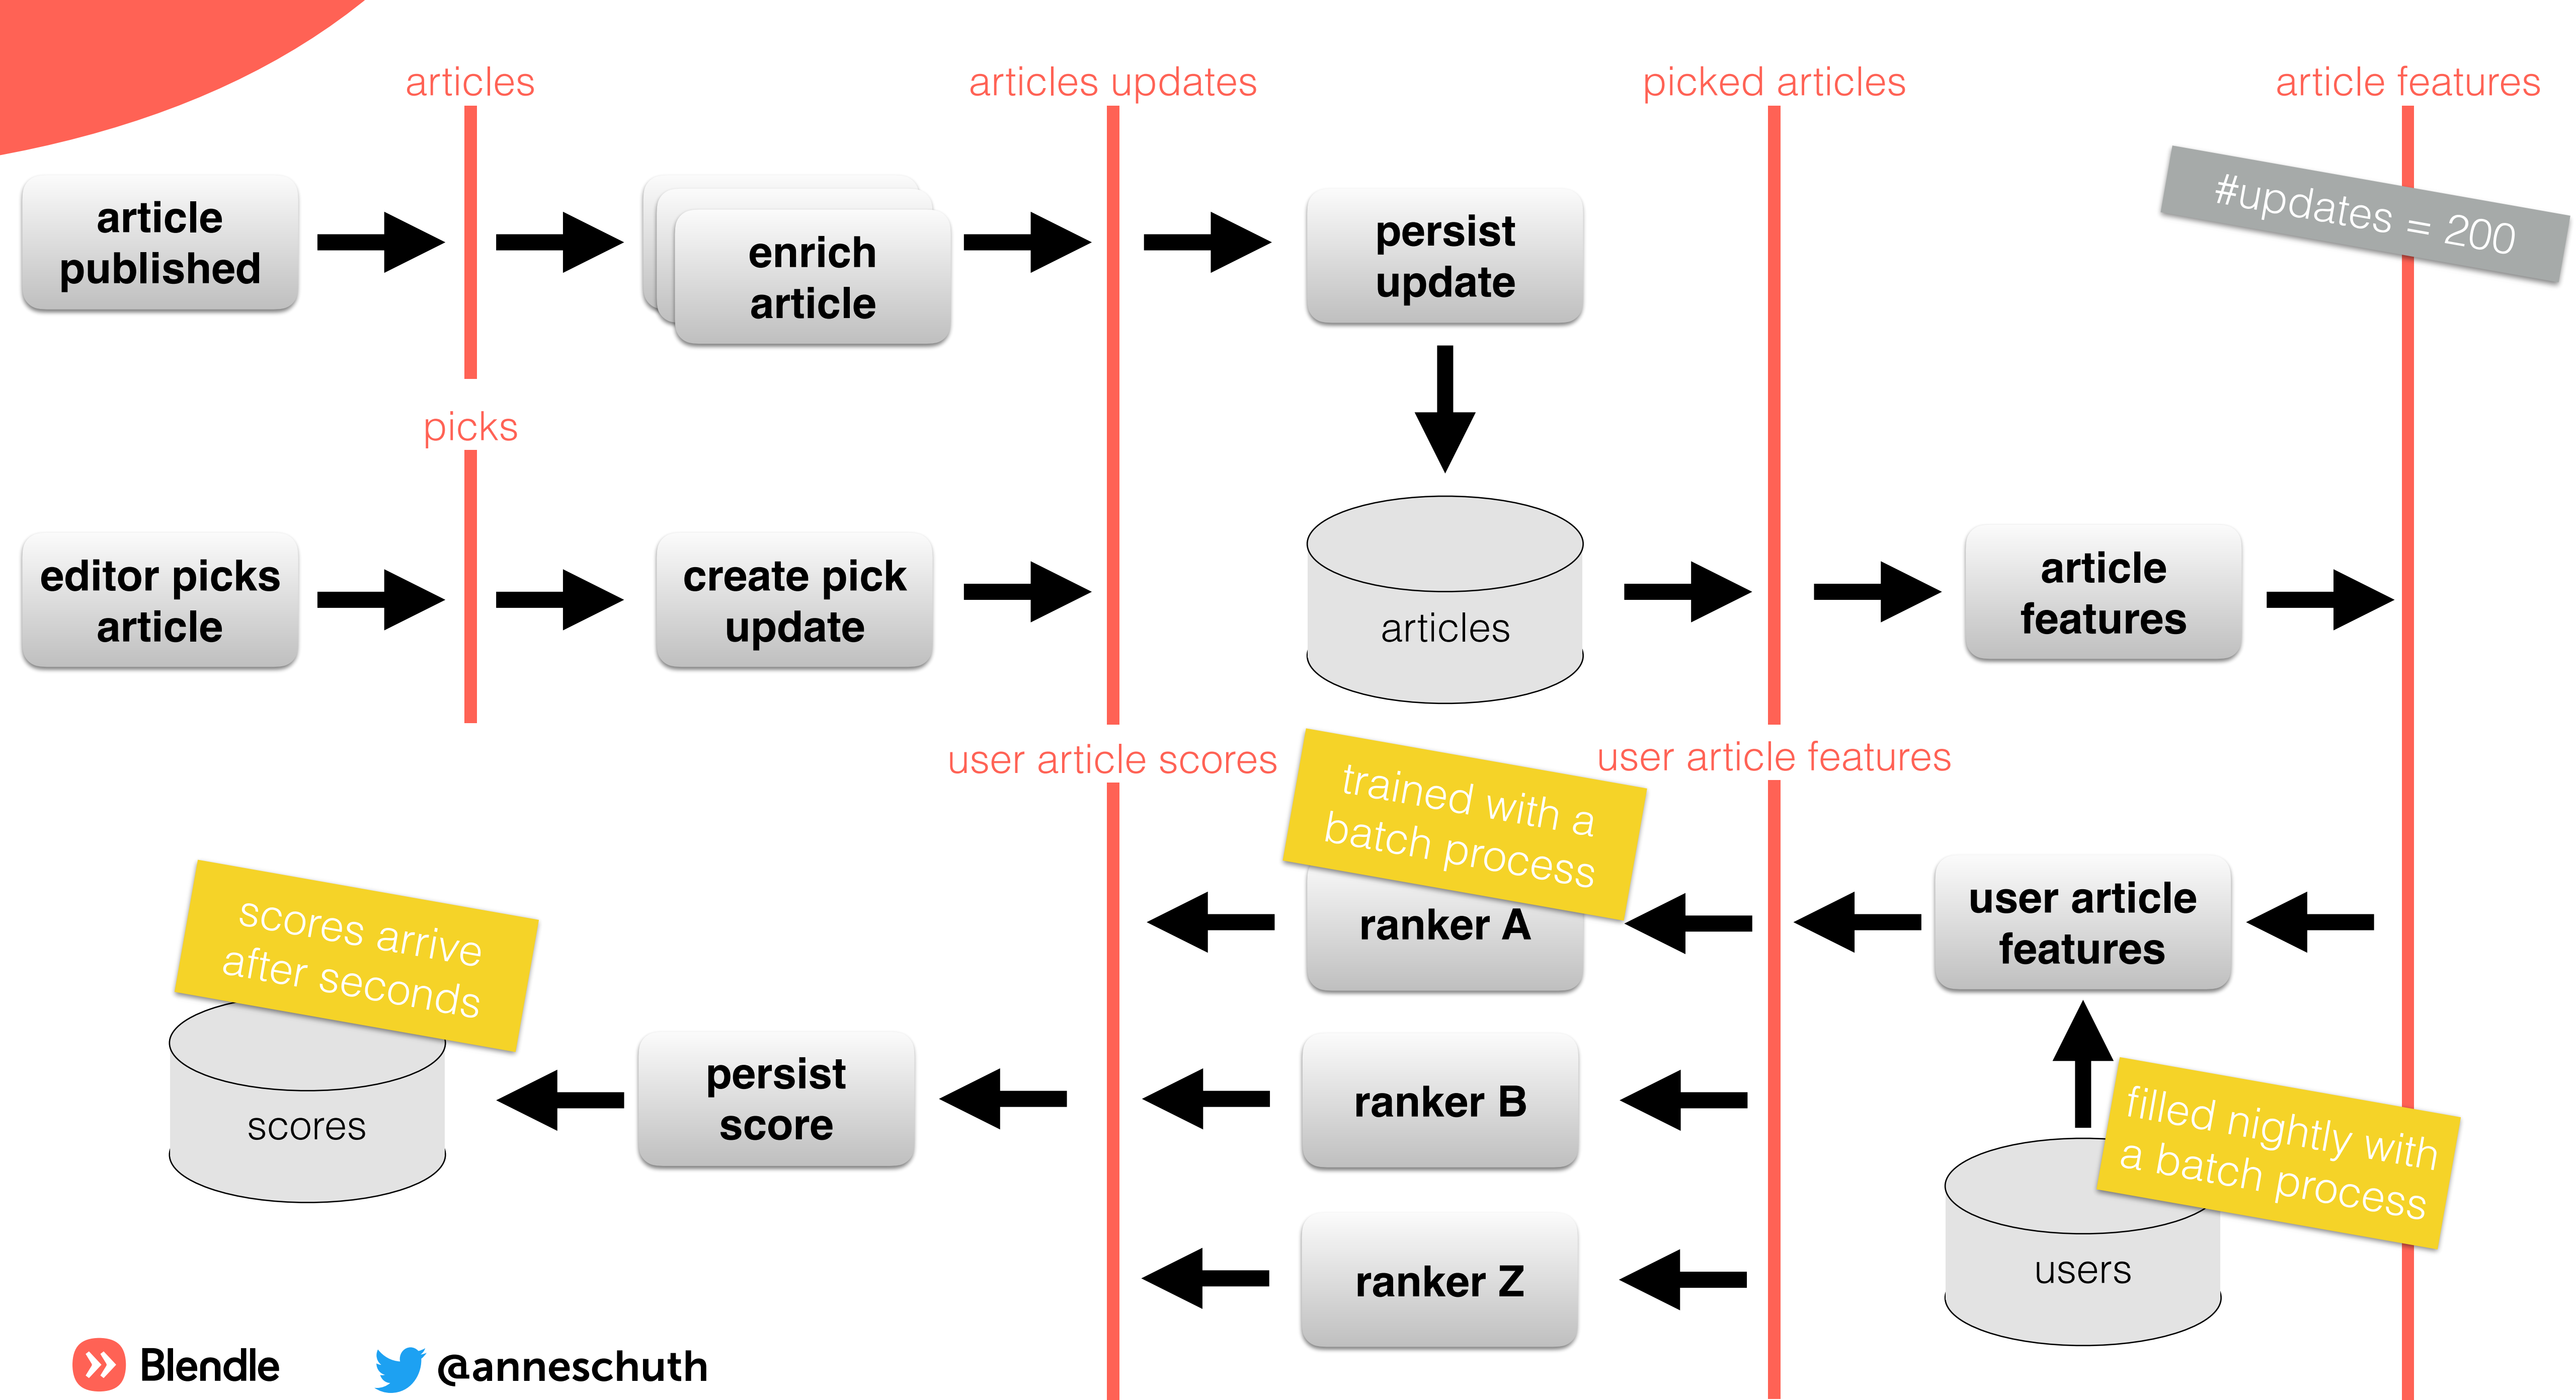 articles
articles updates
picked articles
article features
#updates = 200
article
published
enrich
article
persist
update
picks
editor picks
article
create pick
update
articles
article
features
user article scores
trained with a
batch process
user article features
scores arrive
after seconds
ranker A
user article
features
scores
persist
score
ranker B
filled nightly with
a batch process
users
ranker Z
Blendle
@anneschuth